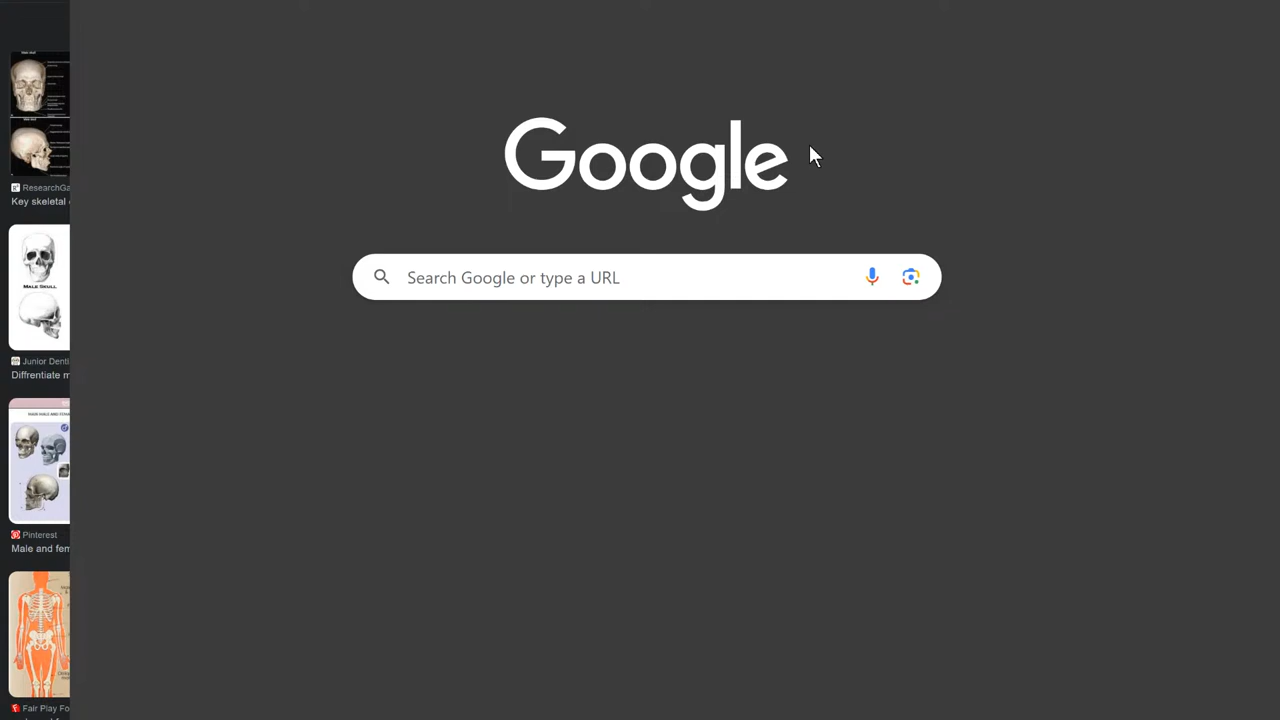 ResearchGa
Key skeletal
MALE SKULL
Junior Denti
Diffrentiate m
Pinterest
Male and fem
Fair Play Fo
Google
Search Google or type a URL